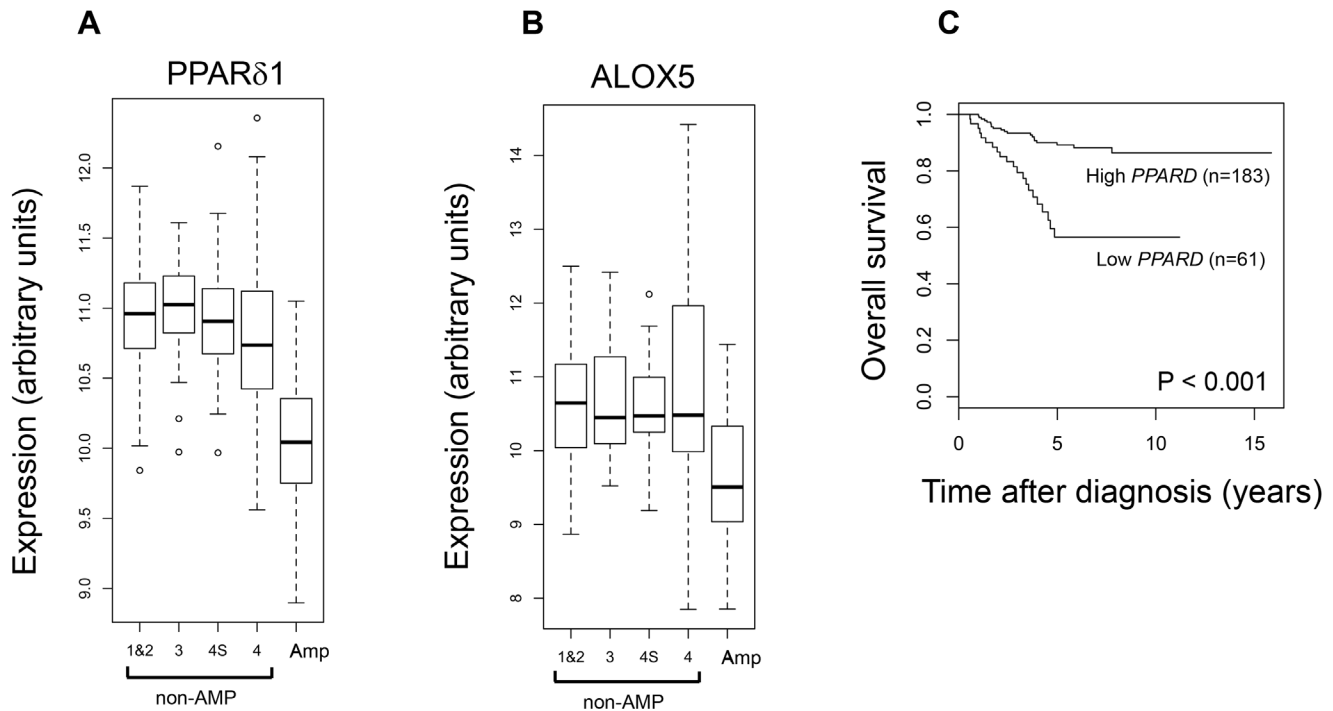 A
PPARδ1
Expression (arbitrary units)
12.0
11.5
11.0
10.5
10.0
9.5
9.0
1&2 3 4S 4 Amp
non-AMP
B
ALOX5
Expression (arbitrary units)
14
13
12
11
10
9
8
1&2 3 4S 4 Amp
non-AMP
C
Overall survival
1.0
0.8
0.6
0.4
0.2
0.0
High PPARD (n=183)
Low PPARD (n=61)
P < 0.001
0 5 10 15
Time after diagnosis (years)